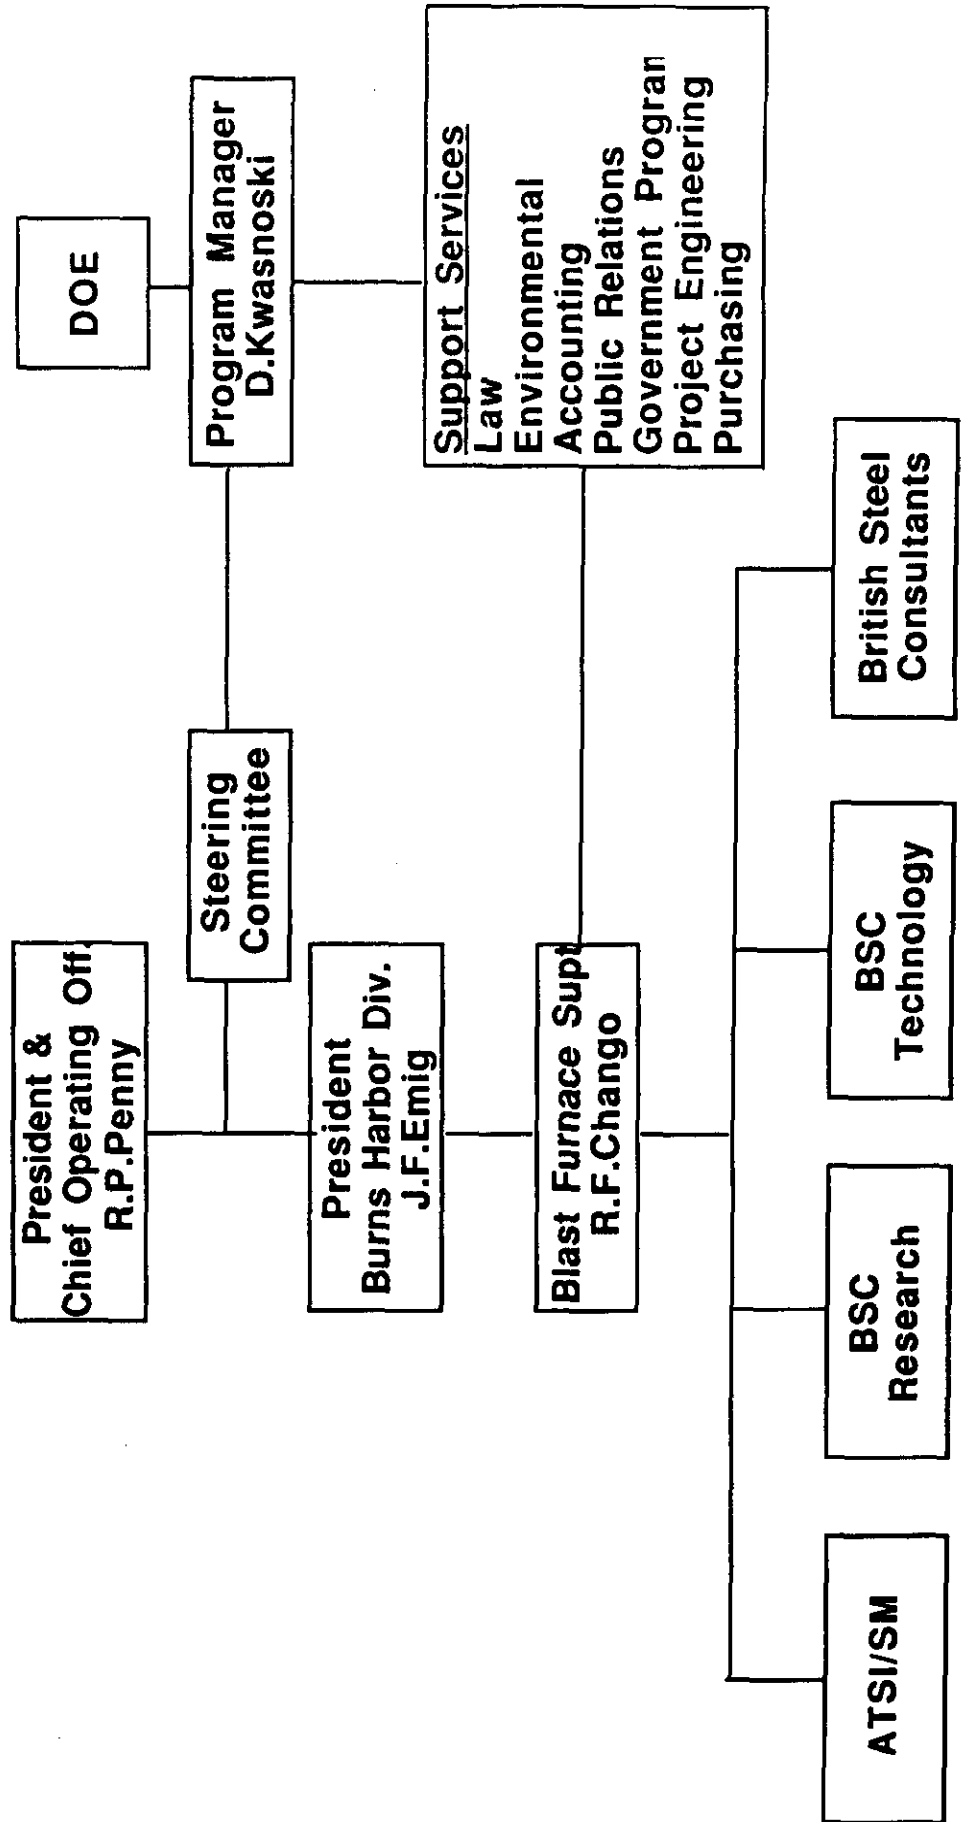 DOE
President &
Chief Operating Off.
R.P.Penny
Steering
Committee
Program Manager
D.Kwasnoski
President
Burns Harbor Div.
J.F.Emig
Support Services
Law
Environmental
Accounting
Public Relations
Government Program
Project Engineering
Purchasing
Blast Furnace Supt
R.F.Chango
ATSI/SM
BSC
Research
BSC
Technology
British Steel
Consultants